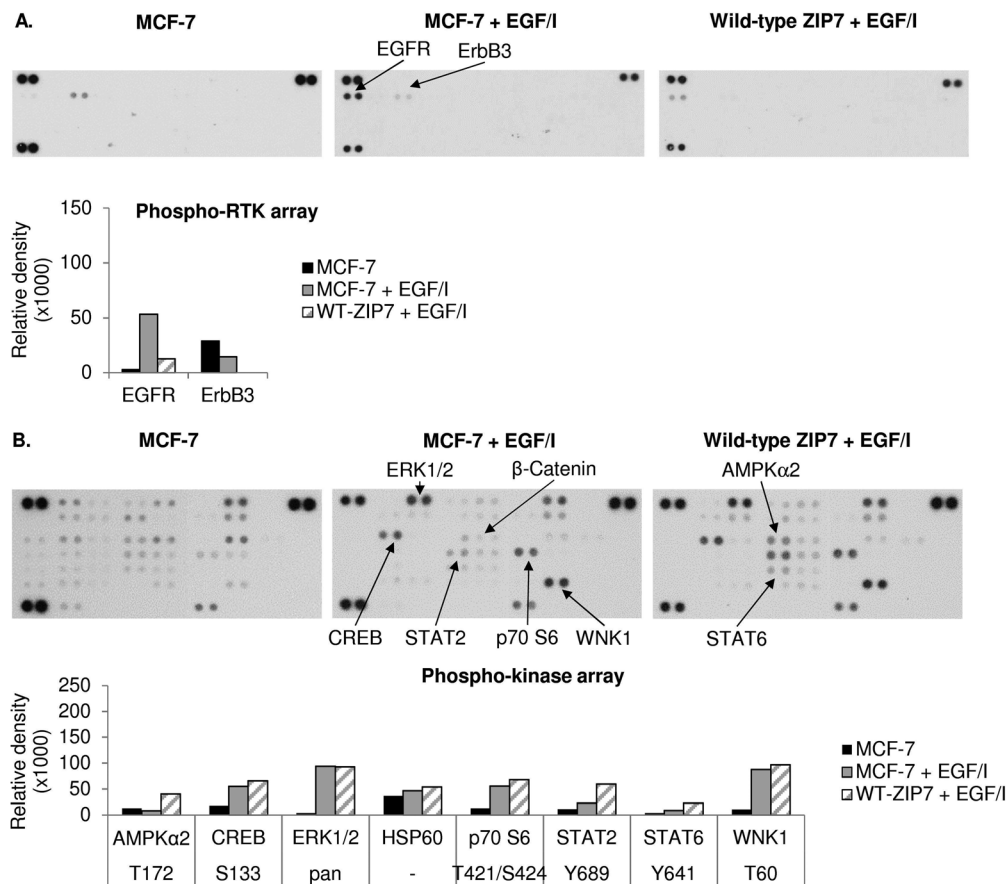 A. MCF-7 MCF-7 + EGF/I Wild-type ZIP7 + EGF/I
EGFR ErbB3
Phospho-RTK array
Relative density
(x1000)
150
100
50
0
EGFR ErbB3
MCF-7
MCF-7 + EGF/I
WT-ZIP7 + EGF/I
B. MCF-7 MCF-7 + EGF/I Wild-type ZIP7 + EGF/I
ERK1/2 β-Catenin AMPKα2
CREB STAT2 p70 S6 WNK1 STAT6
Phospho-kinase array
Relative density
(x1000)
250
200
150
100
50
0
MCF-7
MCF-7 + EGF/I
WT-ZIP7 + EGF/I
AMPKα2 CREB ERK1/2 HSP60 p70 S6 STAT2 STAT6 WNK1
T172 S133 pan - T421/S424 Y689 Y641 T60